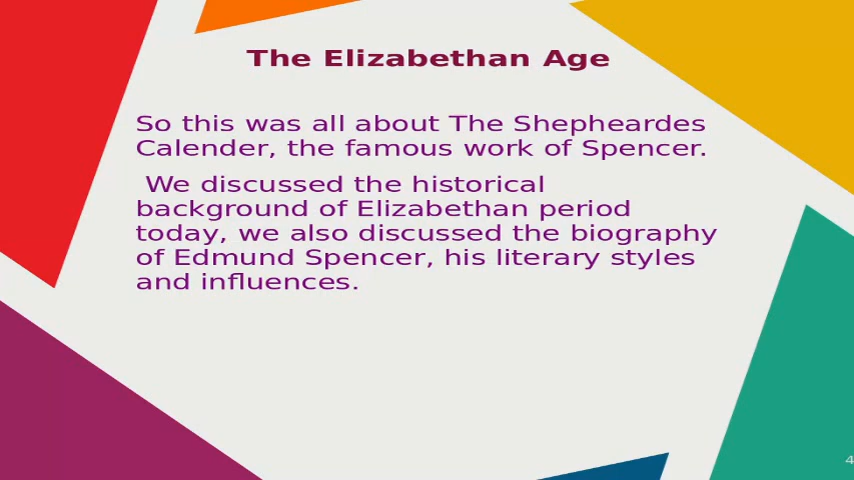 The Elizabethan Age
So this was all about The Shepheardes
Calender, the famous work of Spencer.
We discussed the historical
background of Elizabethan period
today, we also discussed the biography
of Edmund Spencer, his literary styles
and influences.
4